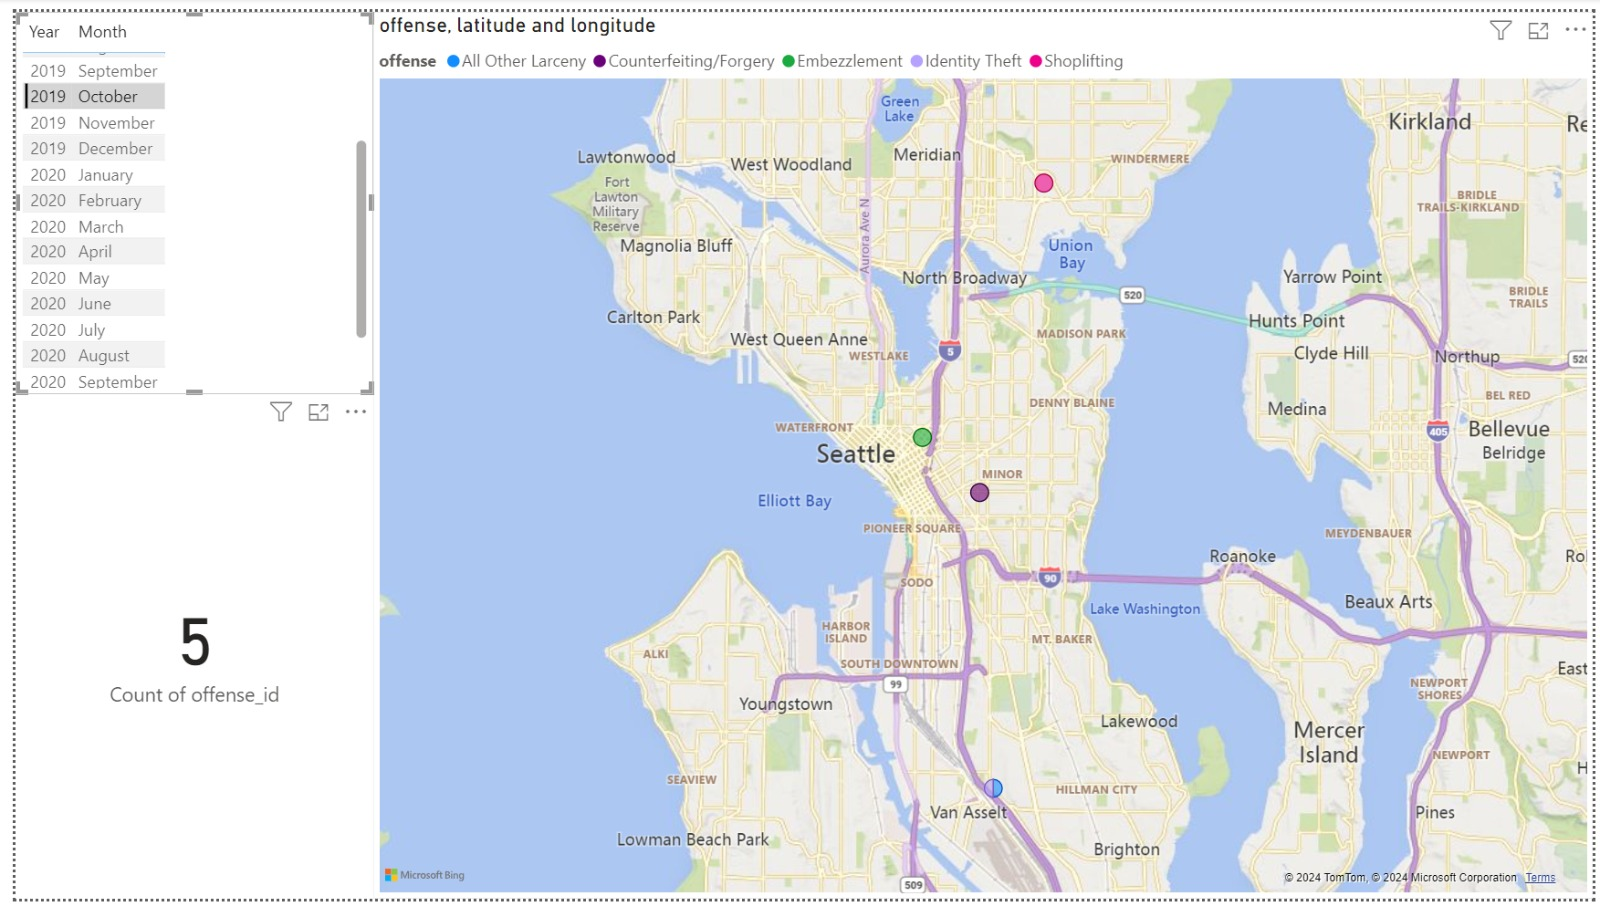 Year Month
2019 September
2019 October
2019 November
2019 December
2020 January
2020 February
2020 March
2020 April
2020 May
2020 June
2020 July
2020 August
2020 September
5
Count of offense_id
offense, latitude and longitude
offense All Other Larceny Counterfeiting/Forgery Embezzlement Identity Theft Shoplifting
Green
Lake
Kirkland
Lawtonwood
West Woodland
Meridian
WINDERMERE
Fort
Lawton
Military
Reserve
Aurora Ave N
BRIDLE
TRAILS-KIRKLAND
Magnolia Bluff
Union
Bay
North Broadway
Yarrow Point
520
BRIDLE
TRAILS
Carlton Park
Hunts Point
West Queen Anne
MADISON PARK
WESTLAKE
5
Clyde Hill
Northup
520
BEL RED
DENNY BLAINE
Medina
WATERFRONT
405
Bellevue
Seattle
Belridge
MINOR
Elliott Bay
PIONEER SQUARE
MEYDENBAUER
Roanoke
SODO
90
Lake Washington
Beaux Arts
HARBOR
ISLAND
MT. BAKER
ALKI
SOUTH DOWNTOWN
99
East
NEWPORT
SHORES
Youngstown
Lakewood
Mercer
Island
NEWPORT
SEAVIEW
HILLMAN CITY
Van Asselt
Pines
Lowman Beach Park
Brighton
509
Microsoft Bing
© 2024 TomTom, © 2024 Microsoft Corporation Terms